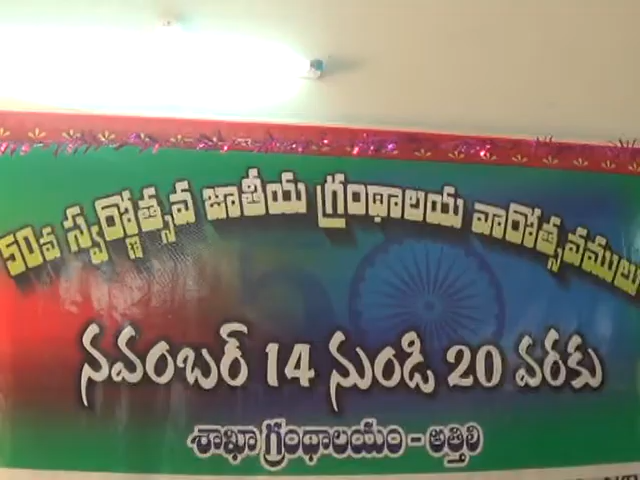 50వ స్వర్ణోత్సవ జాతీయ గ్రంథాలయ వారోత్సవములు
నవంబర్ 14 నుండి 20 వరకు
శాఖా గ్రంథాలయం - అత్తిలి